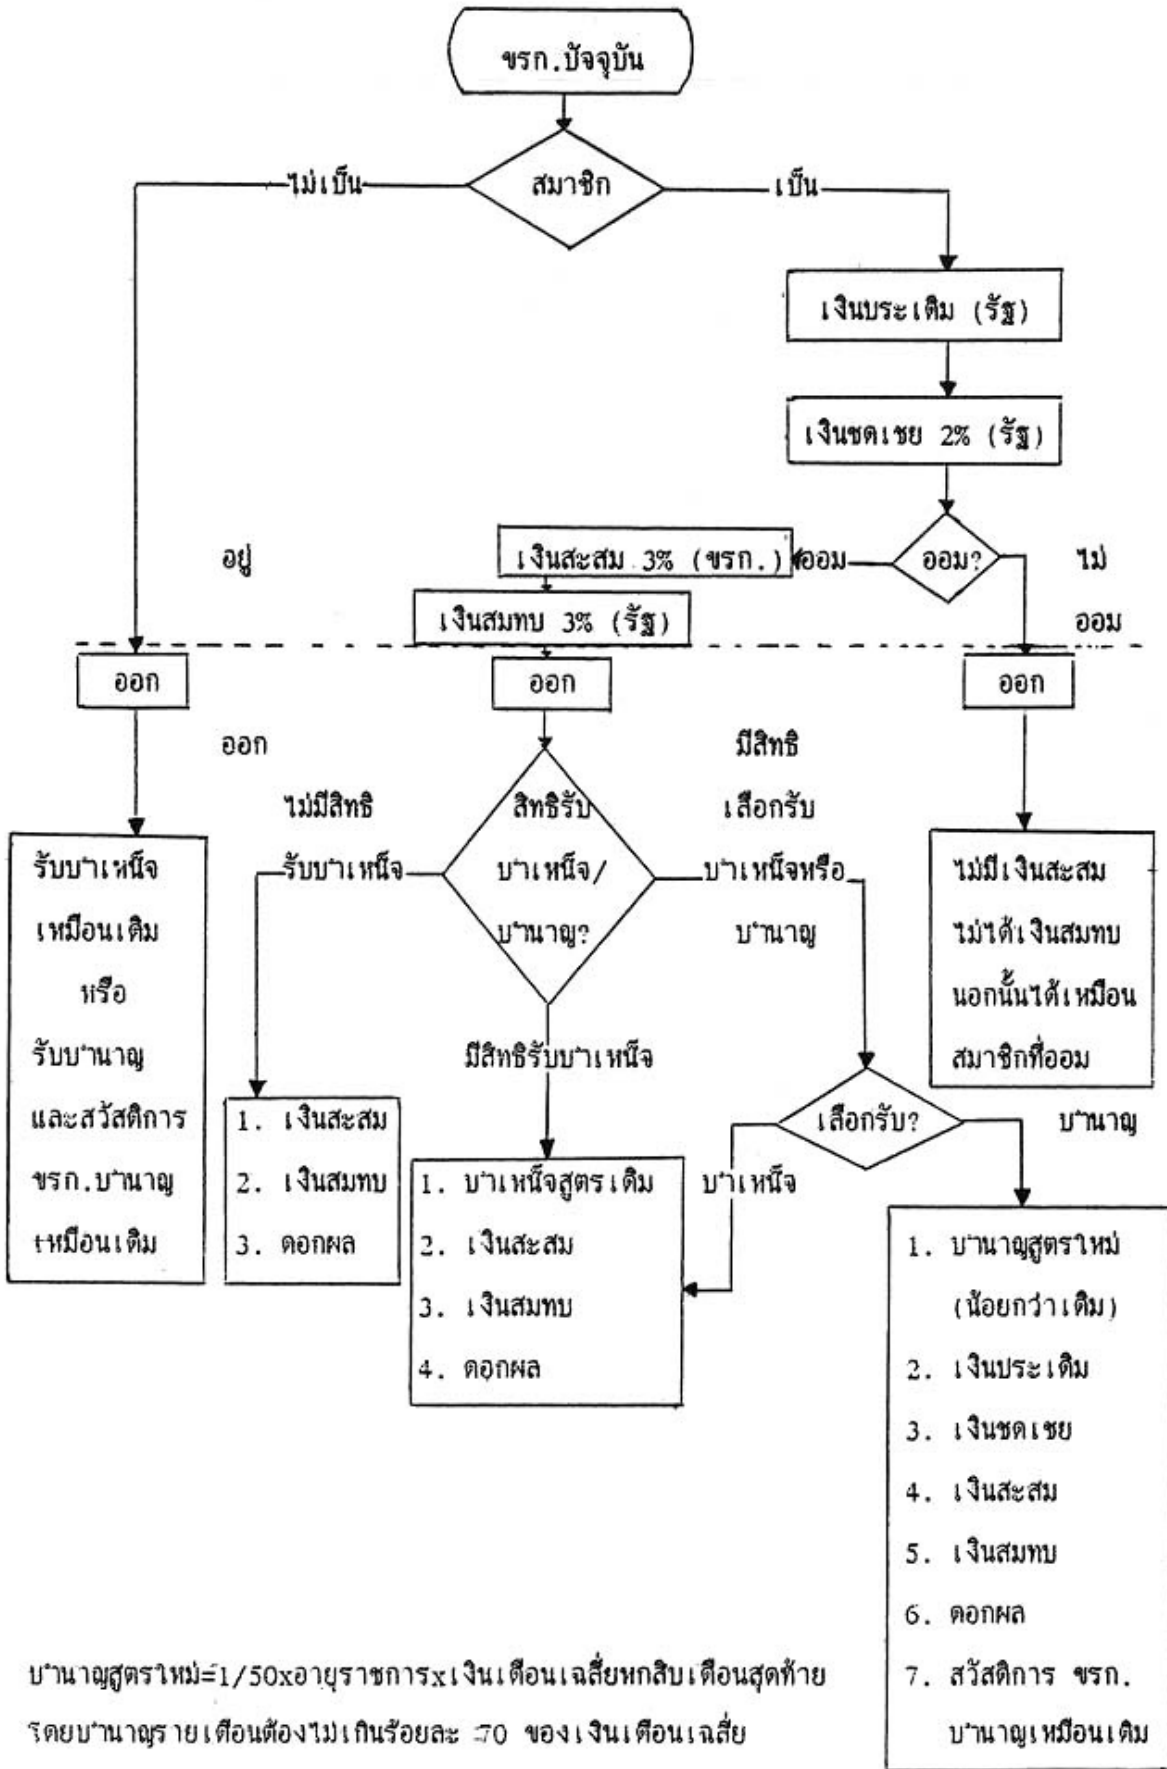 ขรก.ปัจจุบัน
สมาชิก
ไม่เป็น
เป็น
เงินประเดิม (รัฐ)
เงินชดเชย 2% (รัฐ)
ออม?
ออม
ไม่
ออม
เงินสะสม 3% (ขรก.)
เงินสมทบ 3% (รัฐ)
อยู่
ออก
ออก
ออก
ออก
รับบำเหน็จ
เหมือนเดิม
หรือ
รับบำนาญ
และสวัสติการ
ขรก.บำนาญ
เหมือนเดิม
สิทธิรับ
บำเหน็จ/
บำนาญ?
ไม่มีสิทธิ
รับบำเหน็จ
มีสิทธิ
เลือกรับ
บำเหน็จหรือ
บำนาญ
มีสิทธิรับบำเหน็จ
ไม่มีเงินสะสม
ไม่ได้เงินสมทบ
นอกนั้นได้เหมือน
สมาชิกที่ออม
1. เงินสะสม
2. เงินสมทบ
3. ดอกผล
เลือกรับ?
บำเหน็จ
บำนาญ
1. บำเหน็จสูตรเดิม
2. เงินสะสม
3. เงินสมทบ
4. ดอกผล
1. บำนาญสูตรใหม่
(น้อยกว่าเดิม)
2. เงินประเดิม
3. เงินชดเชย
4. เงินสะสม
5. เงินสมทบ
6. ดอกผล
7. สวัสดิการ ขรก.
บำนาญเหมือนเดิม
บำนาญสูตรใหม่=1/50xอายุราชการxเงินเดือนเฉลี่ยหกสิบเดือนสุดท้าย
โดยบำนาญรายเดือนต้องไม่เกินร้อยละ 70 ของเงินเดือนเฉลี่ย